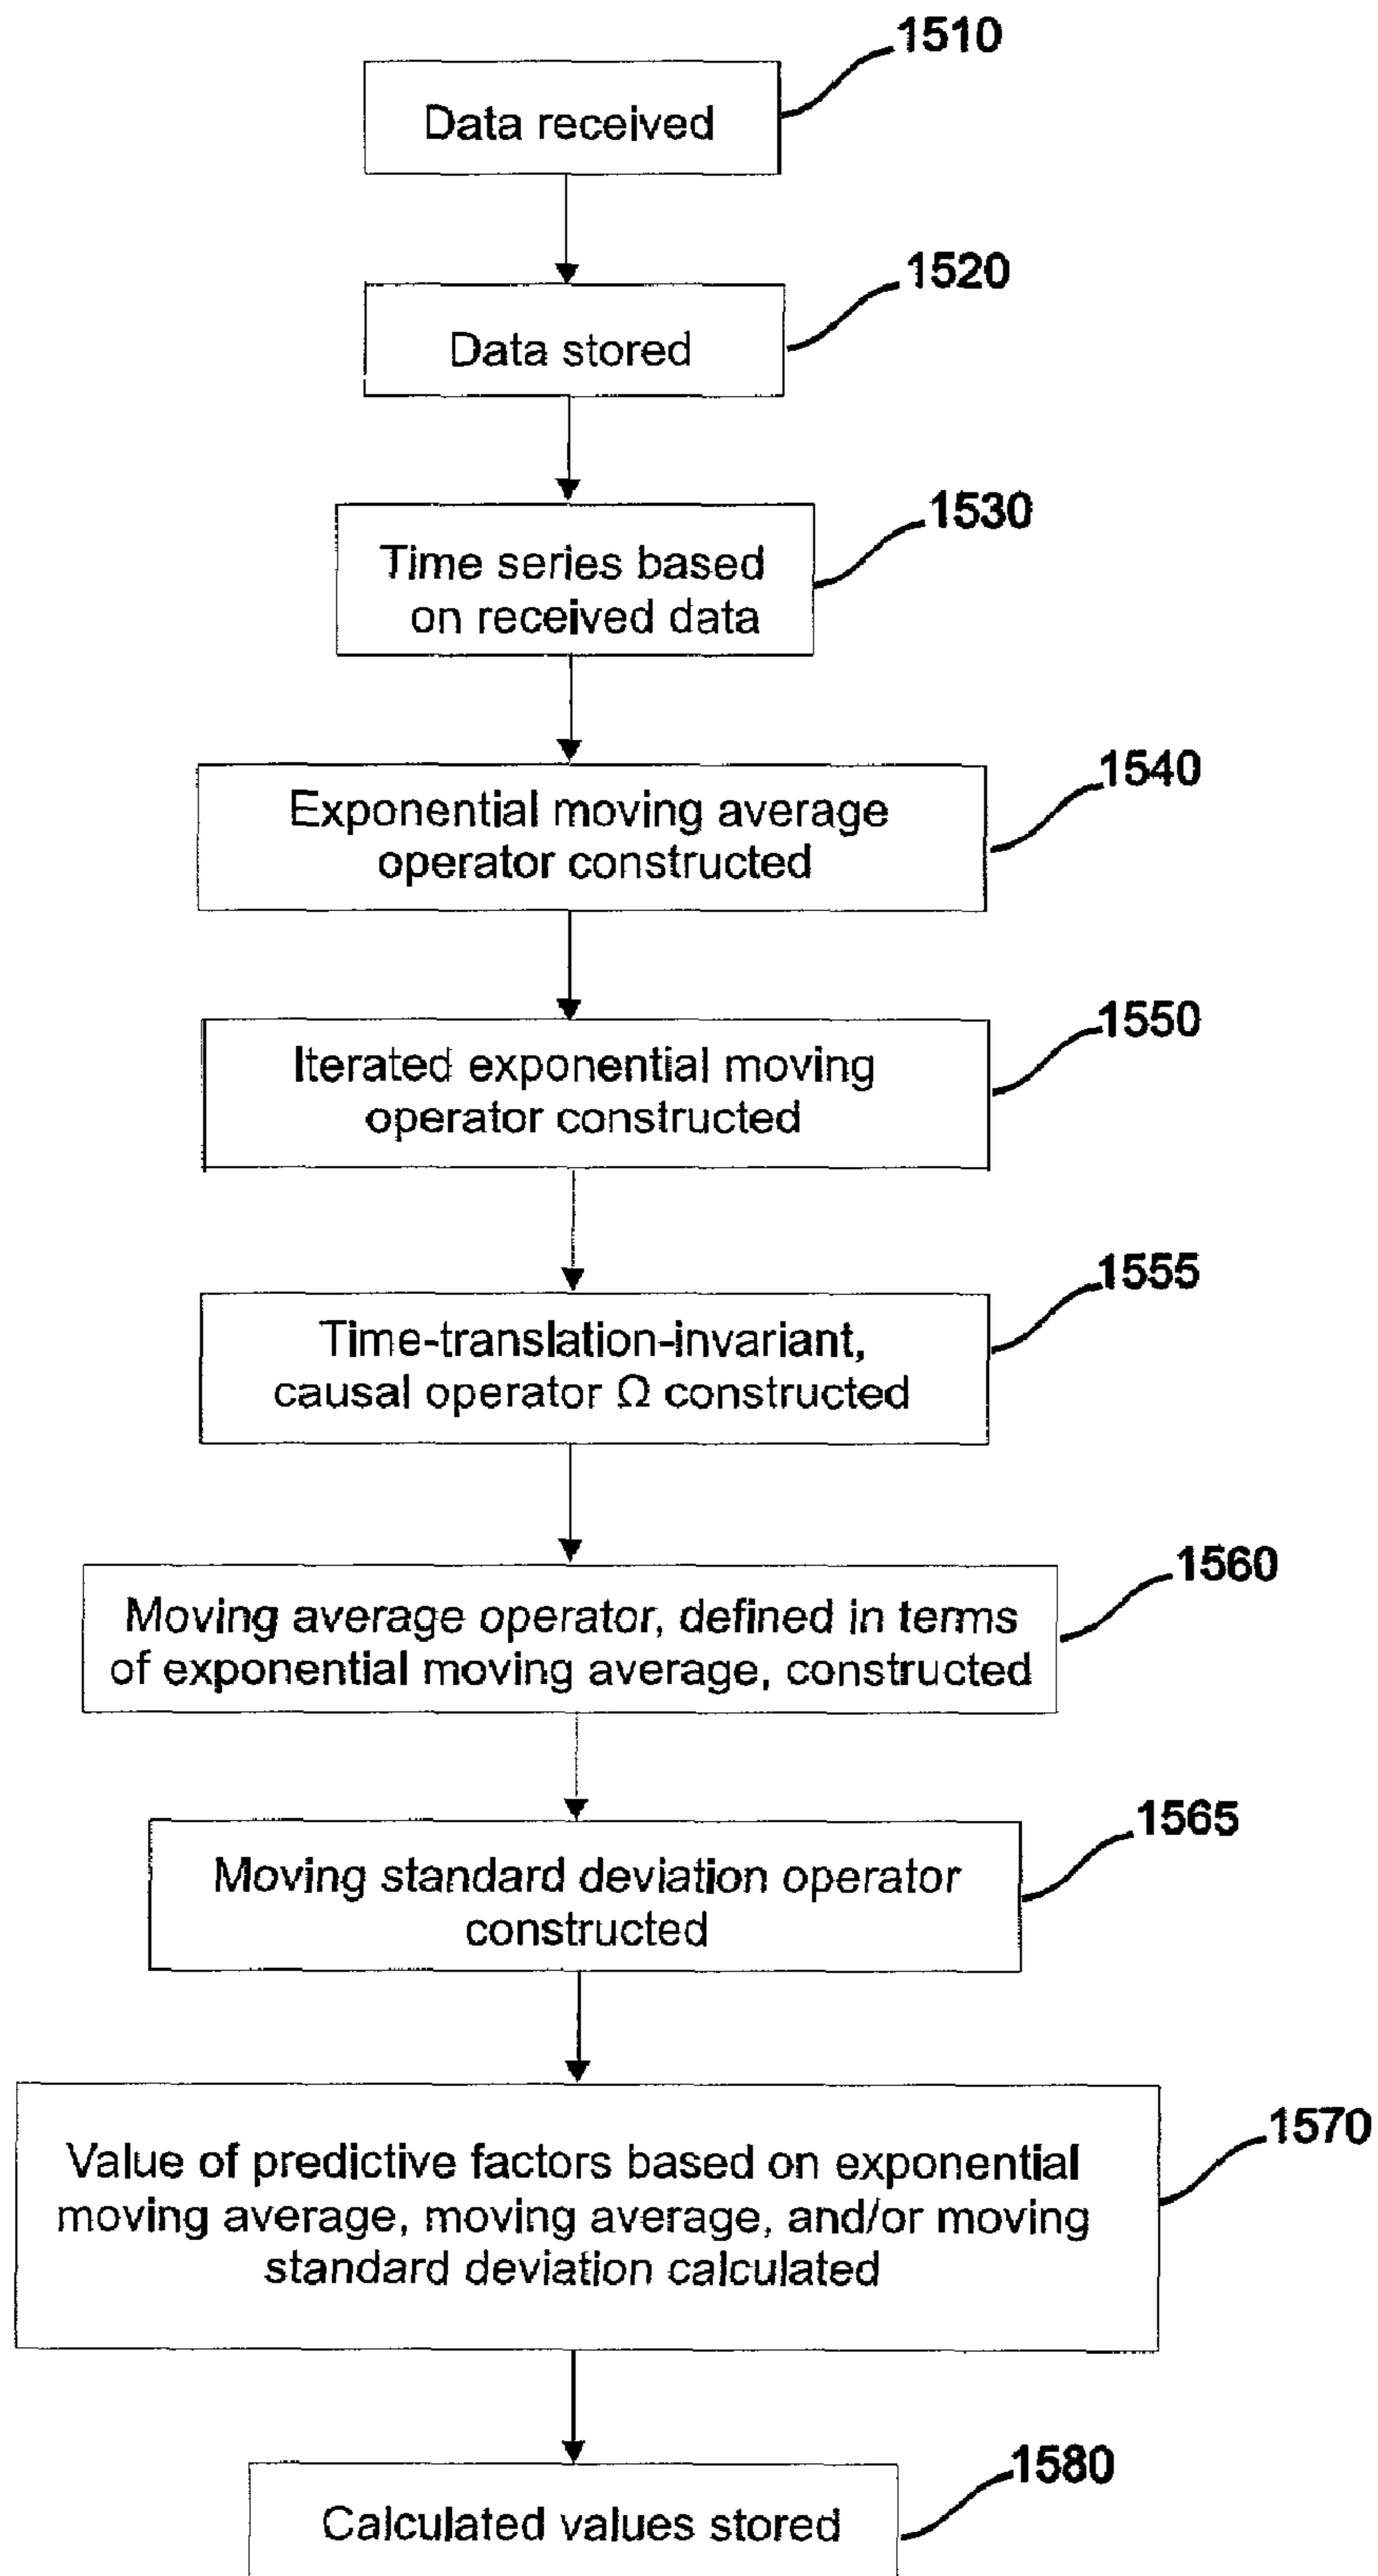 1510
Data received
1520
Data stored
1530
Time series based
on received data
1540
Exponential moving average
operator constructed
1550
Iterated exponential moving
operator constructed
1555
Time-translation-invariant,
causal operator Ω constructed
1560
Moving average operator, defined in terms
of exponential moving average, constructed
1565
Moving standard deviation operator
constructed
1570
Value of predictive factors based on exponential
moving average, moving average, and/or moving
standard deviation calculated
1580
Calculated values stored